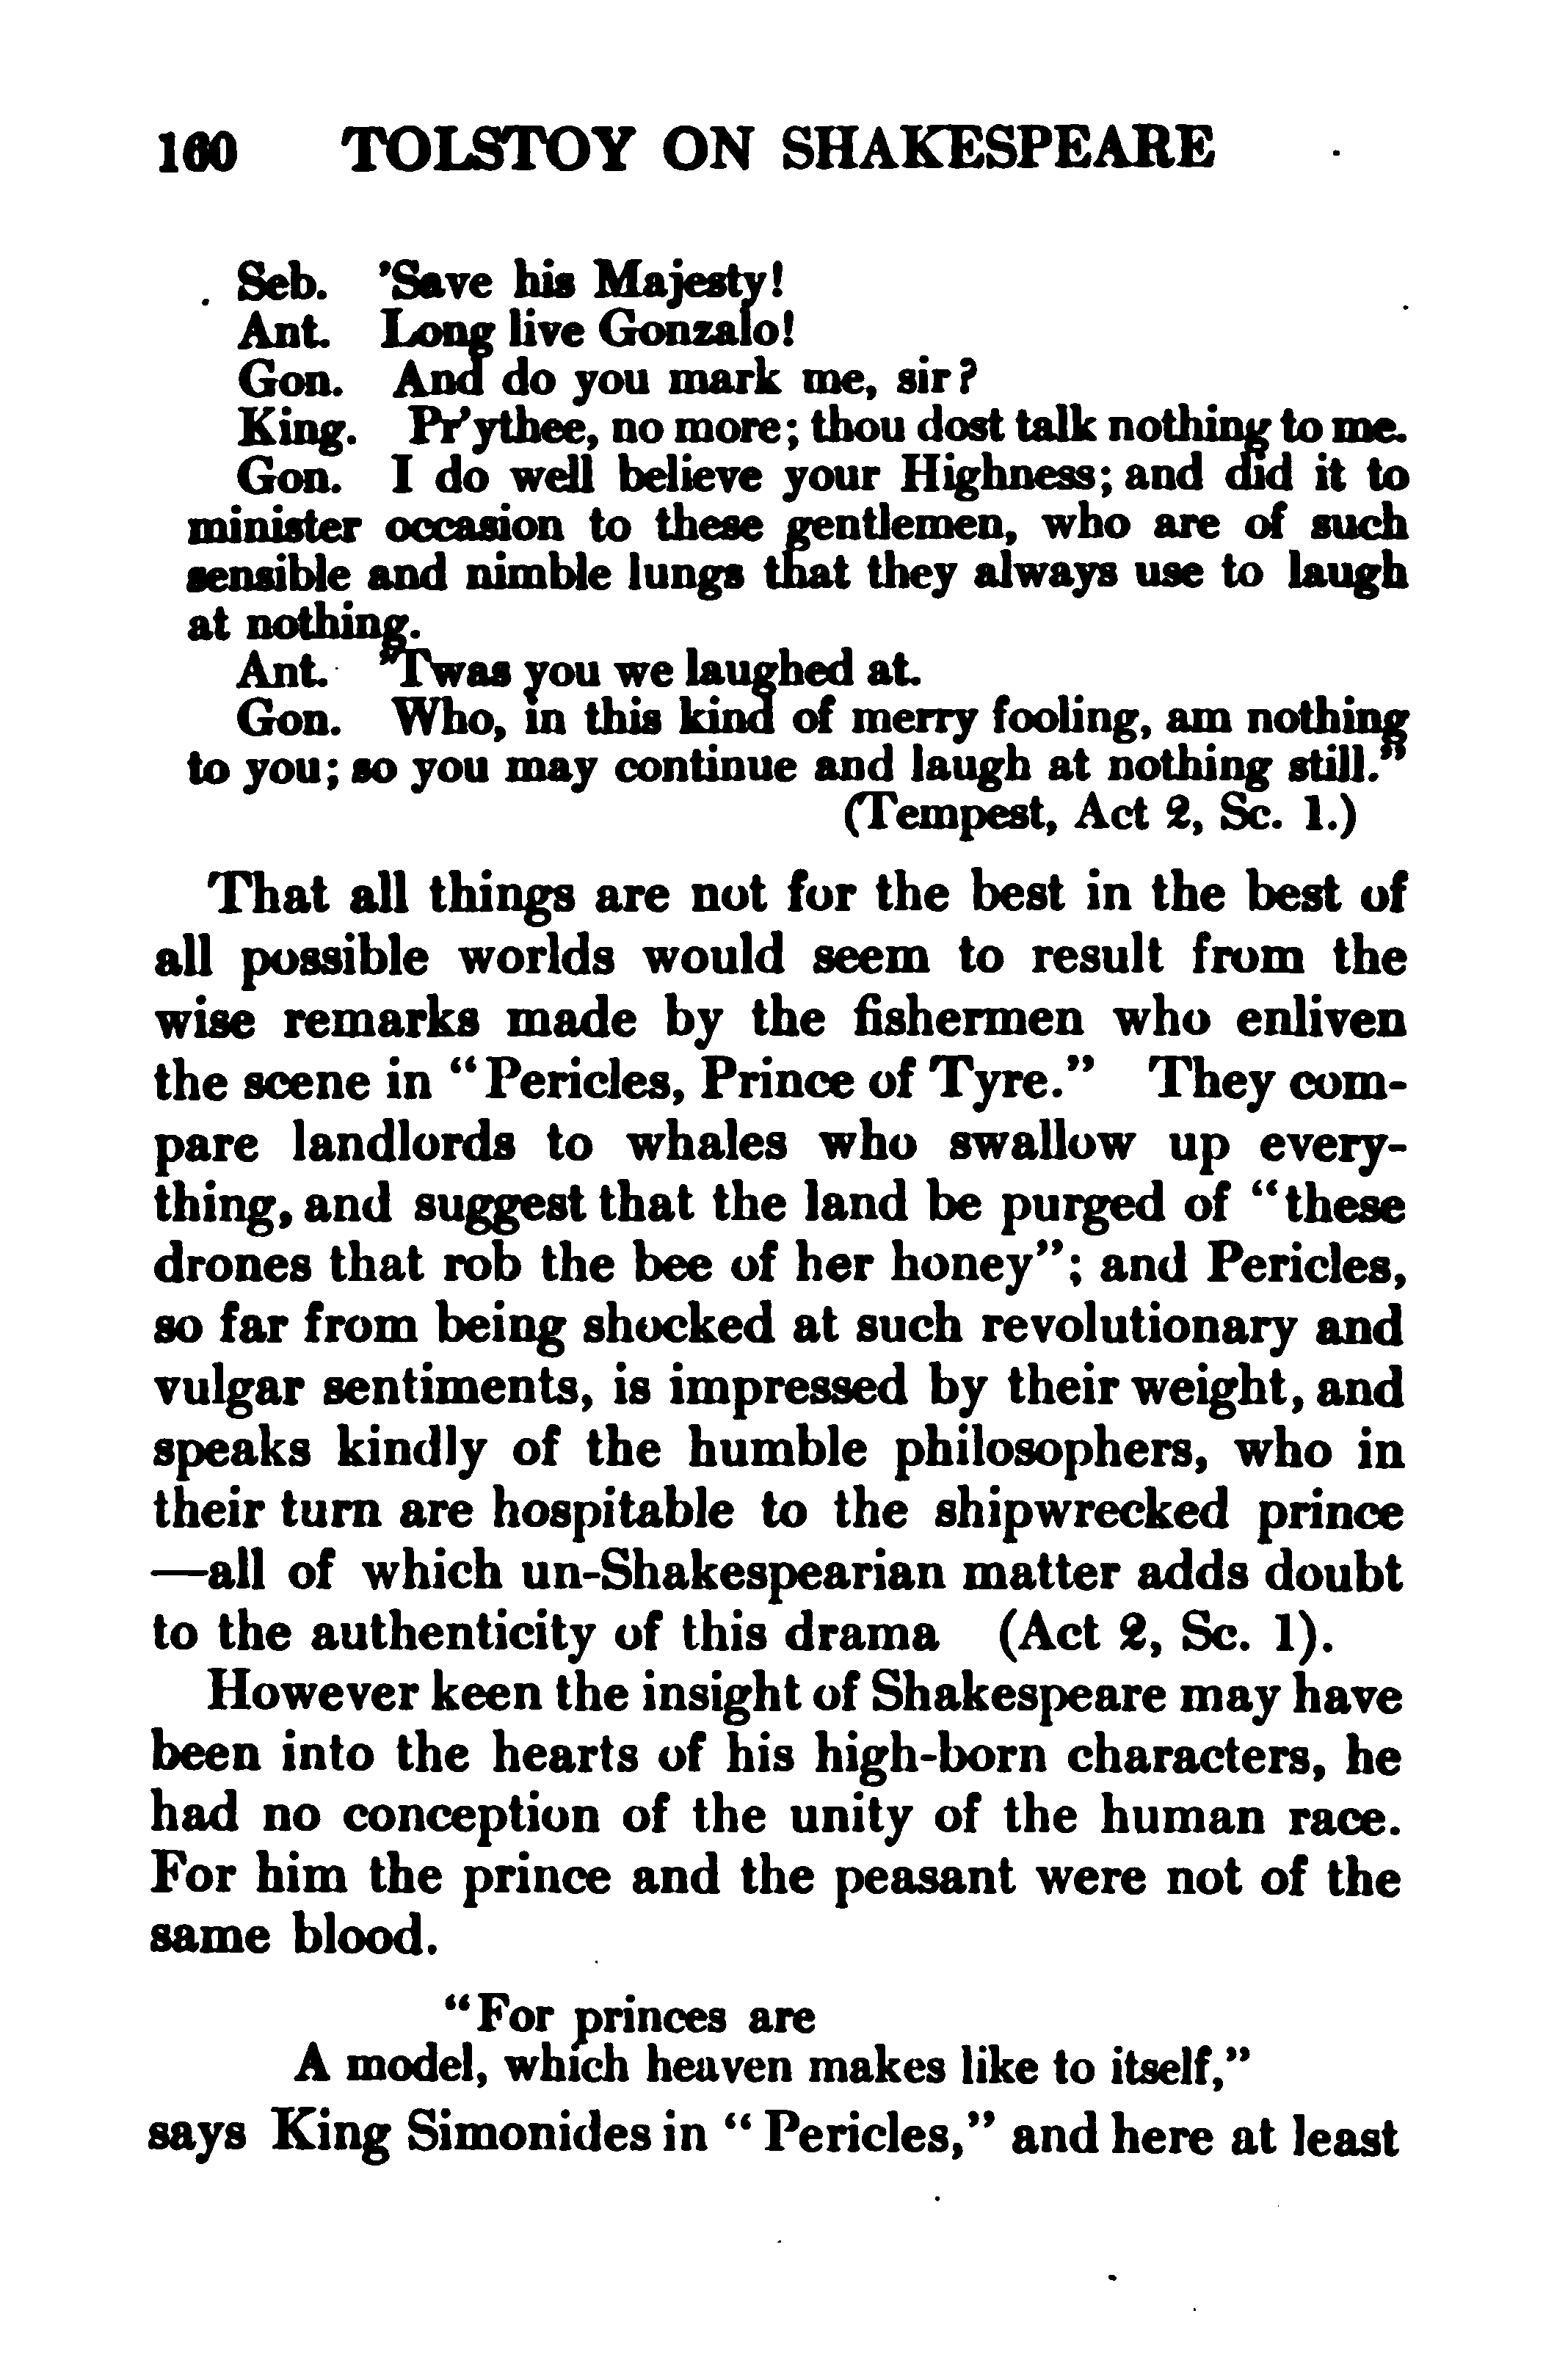 160 TOLSTOY ON SHAKESPEARE
Seb. 'Save his Majesty!
Ant. Long live Gonzalo!
Gon. And do you mark me, sir?
King. Pr'ythee, no more; thou dost talk nothing to me.
Gon. I do well believe your Highness; and did it to
minister occasion to these gentlemen, who are of such
sensible and nimble lungs that they always use to laugh
at nothing.
Ant. 'Twas you we laughed at.
Gon. Who, in this kind of merry fooling, am nothing
to you; so you may continue and laugh at nothing still."
(Tempest, Act 2, Sc. 1.)
That all things are not for the best in the best of
all possible worlds would seem to result from the
wise remarks made by the fishermen who enliven
the scene in "Pericles, Prince of Tyre." They com-
pare landlords to whales who swallow up every-
thing, and suggest that the land be purged of "these
drones that rob the bee of her honey"; and Pericles,
so far from being shocked at such revolutionary and
vulgar sentiments, is impressed by their weight, and
speaks kindly of the humble philosophers, who in
their turn are hospitable to the shipwrecked prince
—all of which un-Shakespearian matter adds doubt
to the authenticity of this drama (Act 2, Sc. 1).
However keen the insight of Shakespeare may have
been into the hearts of his high-born characters, he
had no conception of the unity of the human race.
For him the prince and the peasant were not of the
same blood.
"For princes are
A model, which heaven makes like to itself,"
says King Simonides in "Pericles," and here at least